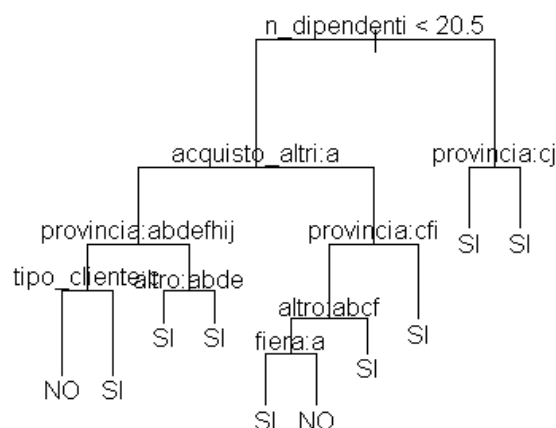 n_dipendenti < 20.5
acquisto_altri:a
provincia:cj
provincia:abdefhij
provincia:cfi
SI
SI
tipo_cliente
altro:abde
altro:abcf
SI
SI
SI
fiera:a
SI
NO
SI
SI
NO